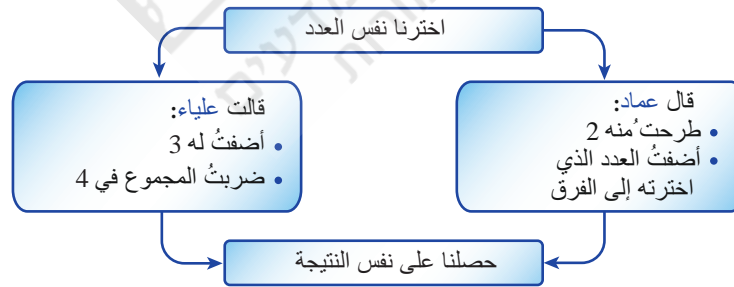 اخترنا نفس العدد
قال عماد:
• طرحتُ منه 2
• أضفتُ العدد الذي
اخترته إلى الفرق
قالت علياء:
• أضفتُ له 3
• ضربتُ المجموع في 4
حصلنا على نفس النتيجة